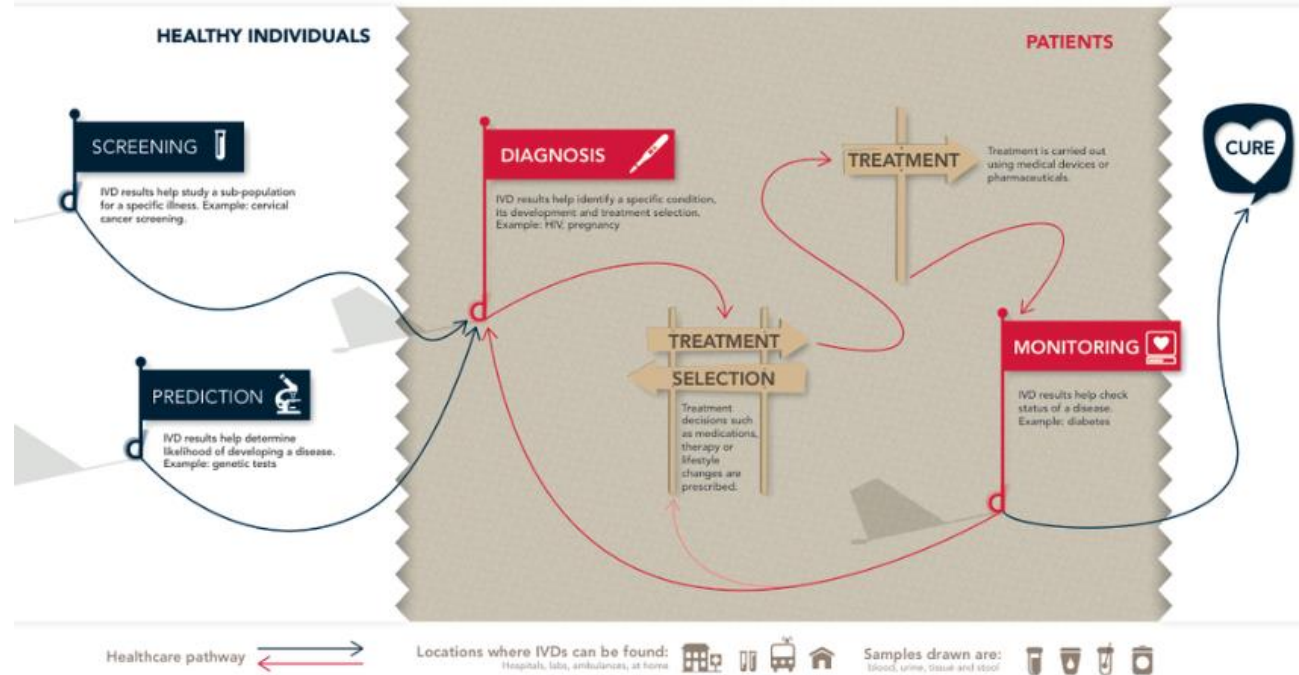 HEALTHY INDIVIDUALS
PATIENTS
SCREENING
IVD results help study a sub-population
for a specific illness. Example: cervical
cancer screening.
DIAGNOSIS
IVD results help identify a specific condition,
its development and treatment selection.
Example: HIV, pregnancy
TREATMENT
Treatment is carried out
using medical devices or
pharmaceuticals.
CURE
PREDICTION
IVD results help determine
likelihood of developing a disease.
Example: genetic tests
TREATMENT
SELECTION
Treatment
decisions such
as medications,
therapy or
lifestyle
changes are
prescribed.
MONITORING
IVD results help check
status of a disease.
Example: diabetes
Healthcare pathway
Locations where IVDs can be found:
Hospitals, labs, ambulances, at home
Samples drawn are:
blood, urine, tissue and stool